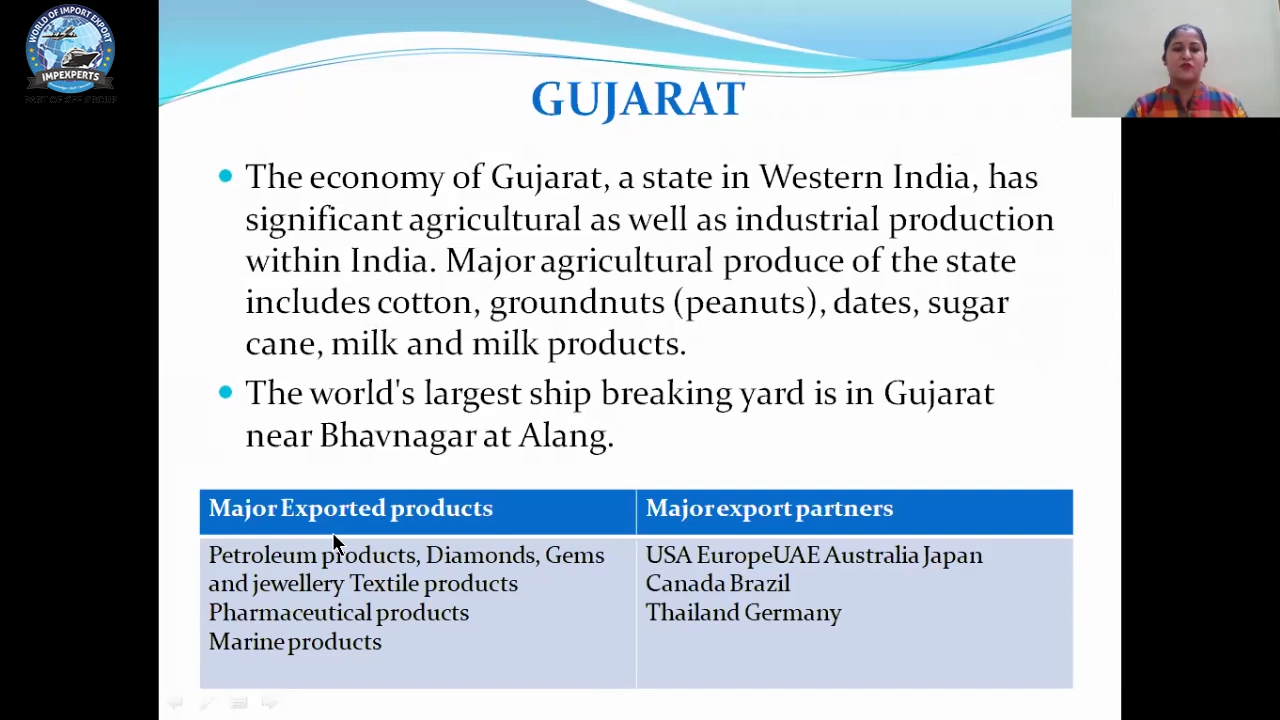 WORLD OF IMPORT EXPORT
IMPEXPERTS
GUJARAT
The economy of Gujarat, a state in Western India, has
significant agricultural as well as industrial production
within India. Major agricultural produce of the state
includes cotton, groundnuts (peanuts), dates, sugar
cane, milk and milk products.
The world's largest ship breaking yard is in Gujarat
near Bhavnagar at Alang.
Major Exported products
Petroleum products, Diamonds, Gems
and jewellery Textile products
Pharmaceutical products
Marine products
Major export partners
USA EuropeUAE Australia Japan
Canada Brazil
Thailand Germany